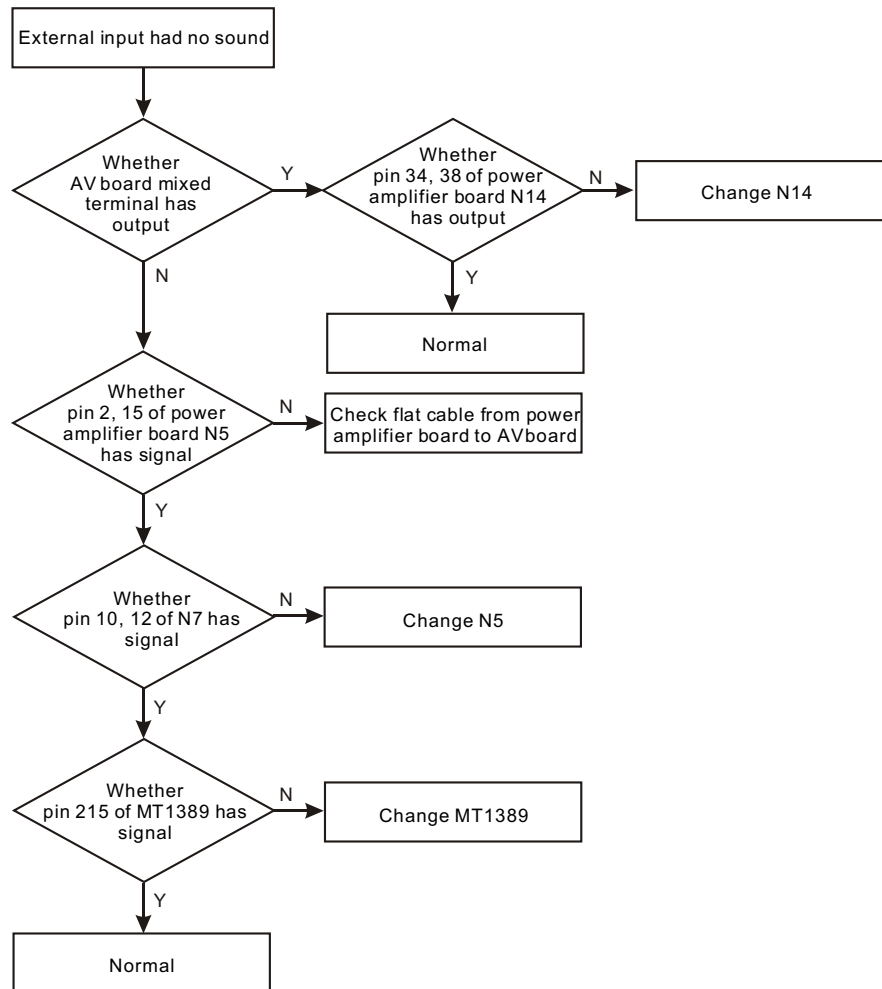 External input had no sound
Whether
AV board mixed
terminal has
output
Y
Whether
pin 34, 38 of power
amplifier board N14
has output
N
Change N14
N
Y
Normal
Whether
pin 2, 15 of power
amplifier board N5
has signal
N
Check flat cable from power
amplifier board to AV board
Y
Whether
pin 10, 12 of N7 has
signal
N
Change N5
Y
Whether
pin 215 of MT1389 has
signal
N
Change MT1389
Y
Normal